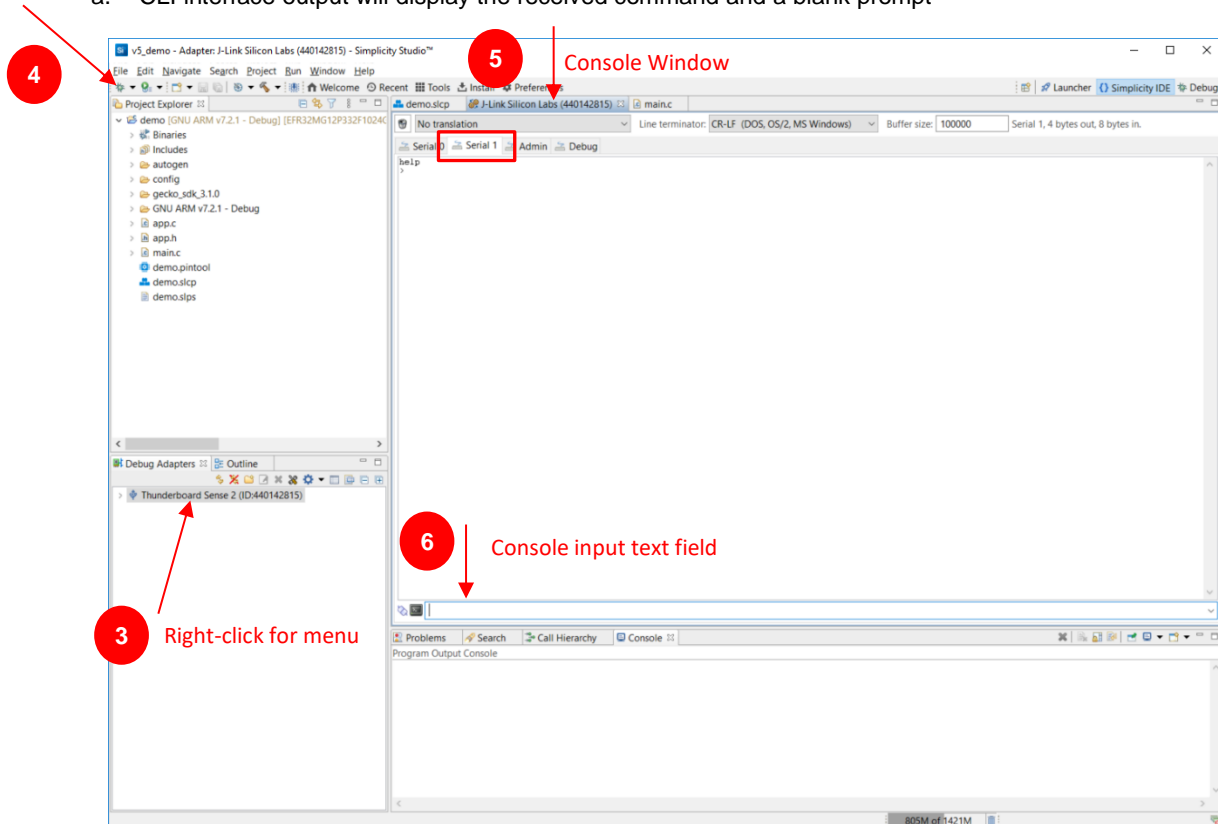 a. CLI interface output will display the received command and a blank prompt
v5_demo - Adapter: J-Link Silicon Labs (440142815) - Simplicity Studio™
4
5
Console Window
File Edit Navigate Search Project Run Window Help
Welcome Recent Tools Install Preferences
Launcher Simplicity IDE Debug
Project Explorer
demo.slcp J-Link Silicon Labs (440142815) main.c
demo [GNU ARM v7.2.1 - Debug] [EFR32MG12P332F1024G
No translation Line terminator: CR-LF (DOS, OS/2, MS Windows) Buffer size: 100000 Serial 1, 4 bytes out, 8 bytes in.
Binaries
Includes
autogen
config
gecko_sdk_3.1.0
GNU ARM v7.2.1 - Debug
app.c
app.h
main.c
demo.pintool
demo.slcp
demo.slps
Serial 0 Serial 1 Admin Debug
help
>
Debug Adapters Outline
Thunderboard Sense 2 (ID:440142815)
6
Console input text field
3
Right-click for menu
Problems Search Call Hierarchy Console
Program Output Console
805M of 1421M